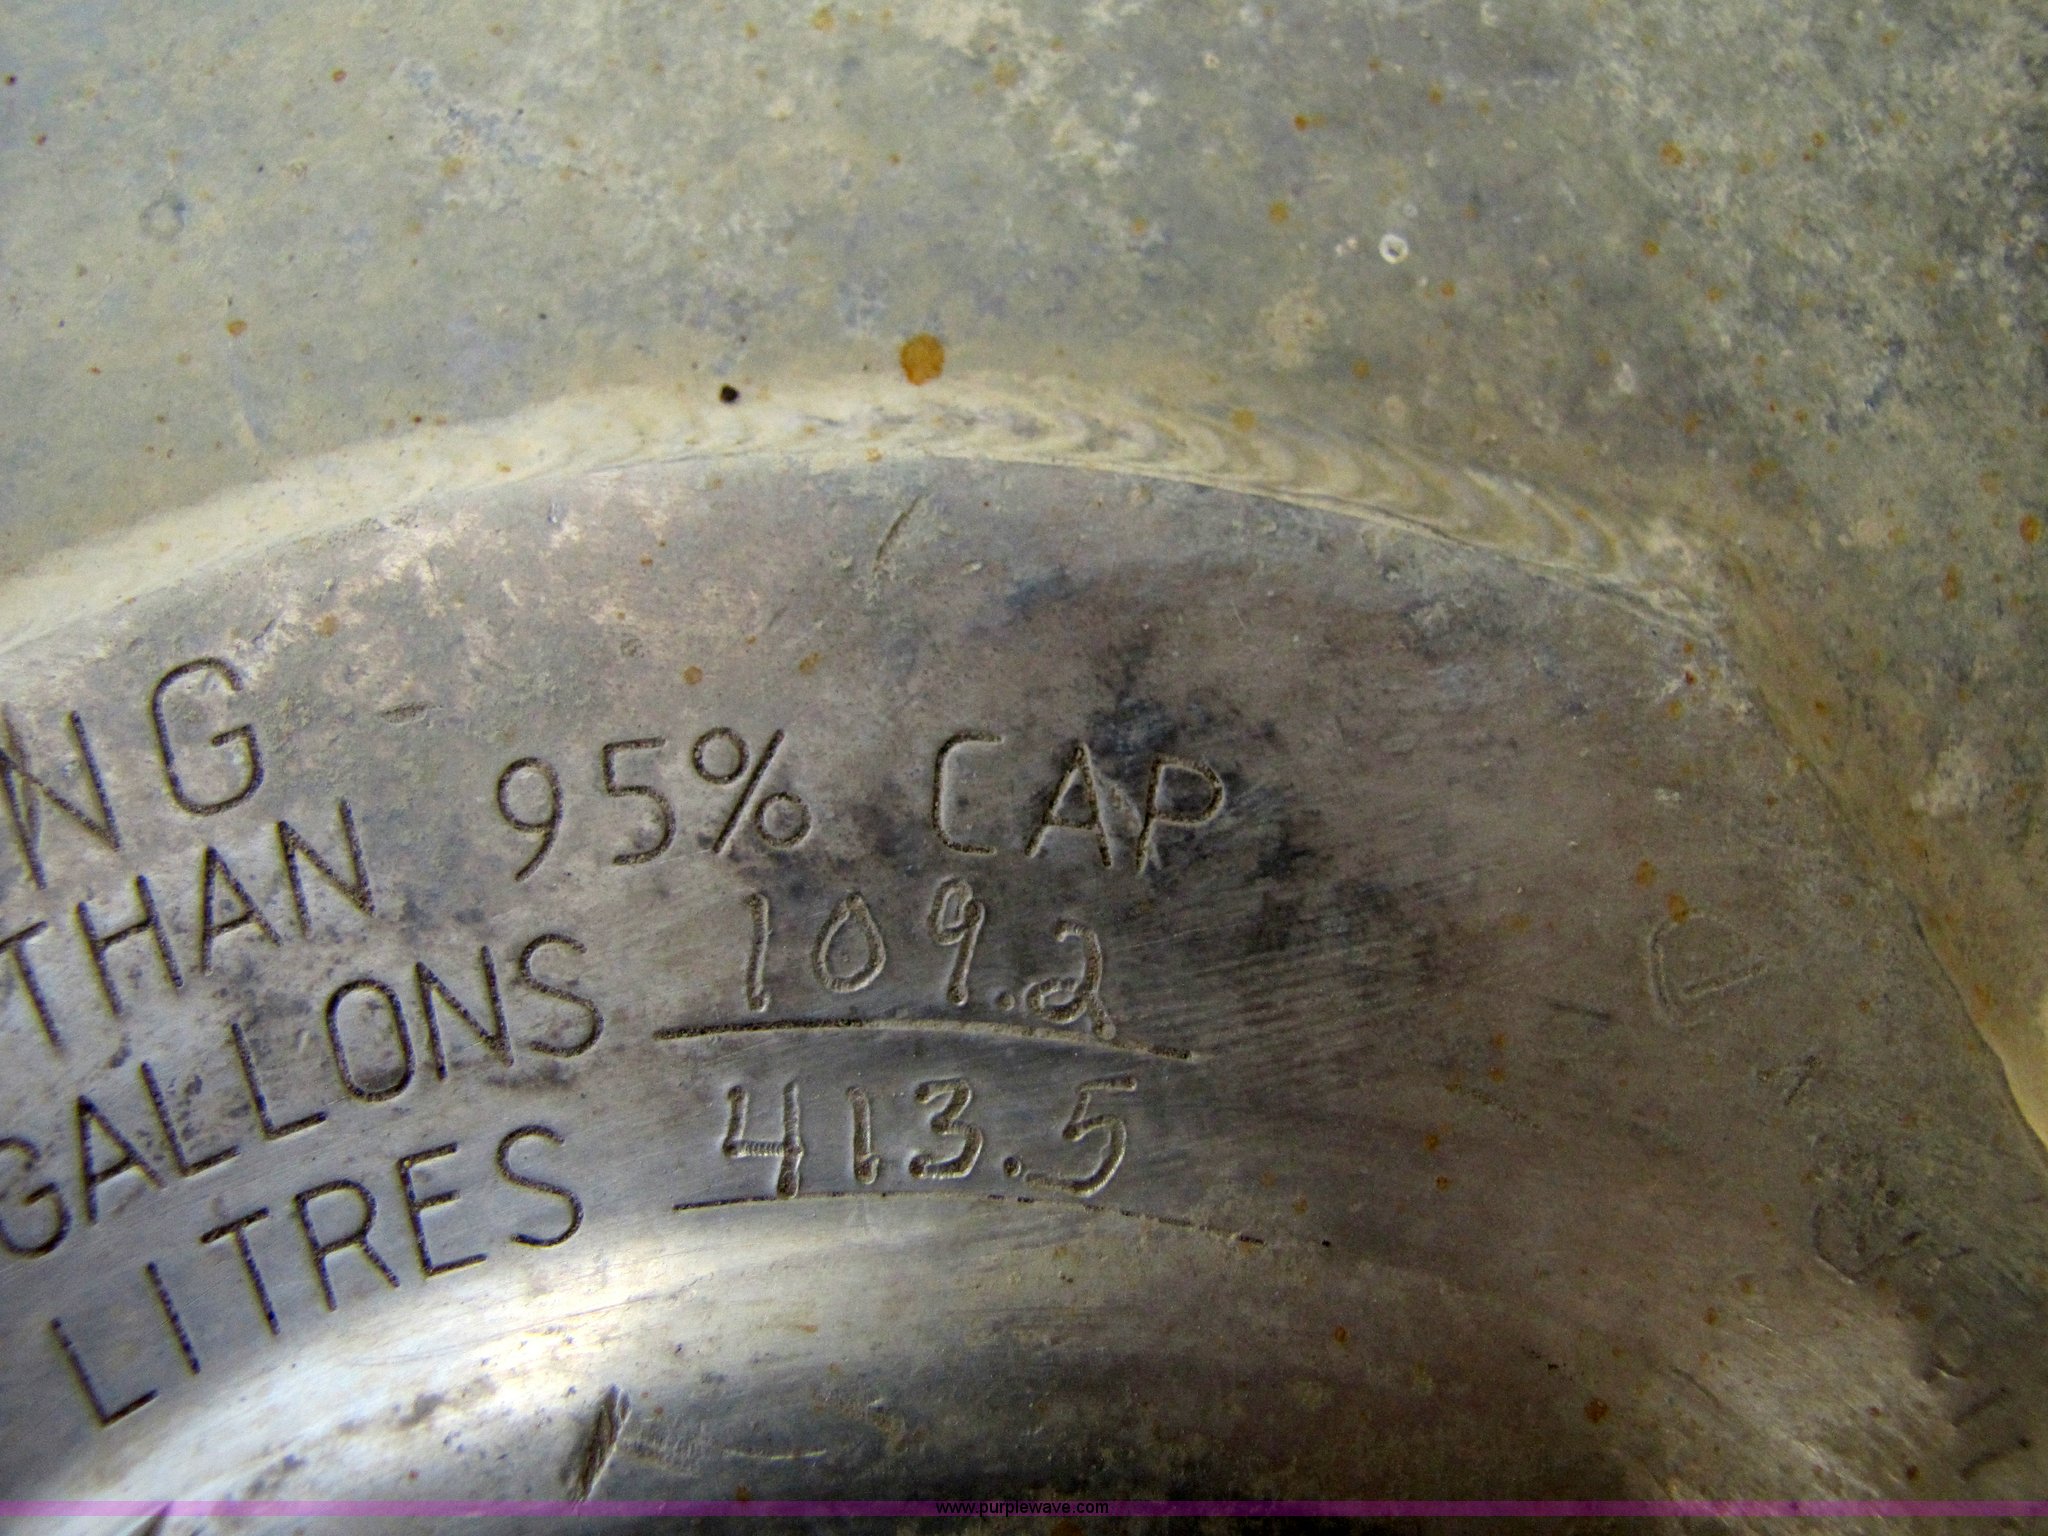 NG
THAN 95% CAP
GALLONS 109.2
LITRES 413.5
www.purplewave.com